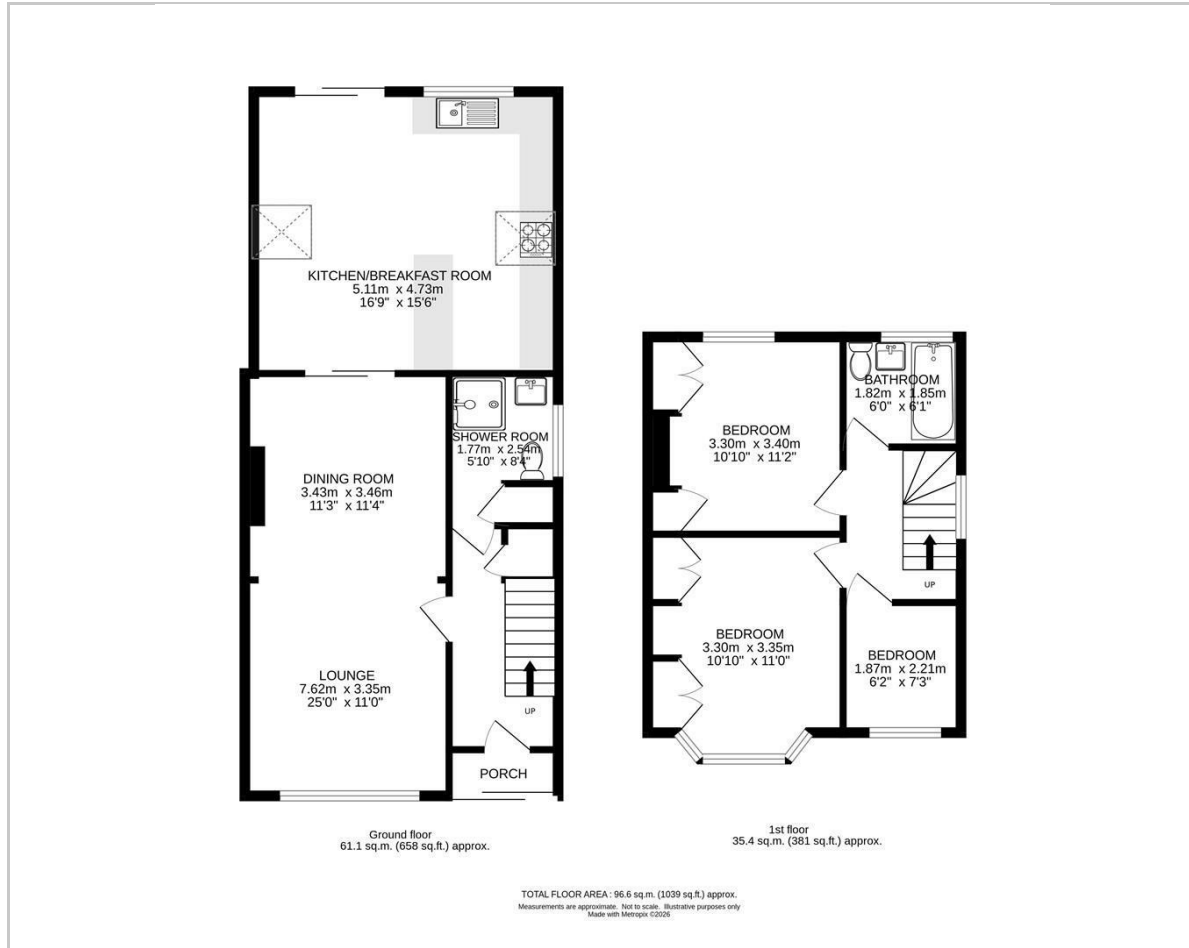 KITCHEN/BREAKFAST ROOM
5.11m x 4.73m
16'9" x 15'6"
SHOWER ROOM
1.77m x 2.54m
5'10" x 8'4"
DINING ROOM
3.43m x 3.46m
11'3" x 11'4"
LOUNGE
7.62m x 3.35m
25'0" x 11'0"
UP
PORCH
Ground floor
61.1 sq.m. (658 sq.ft.) approx.
BATHROOM
1.82m x 1.85m
6'0" x 6'1"
BEDROOM
3.30m x 3.40m
10'10" x 11'2"
UP
BEDROOM
3.30m x 3.35m
10'10" x 11'0"
BEDROOM
1.87m x 2.21m
6'2" x 7'3"
1st floor
35.4 sq.m. (381 sq.ft.) approx.
TOTAL FLOOR AREA : 96.6 sq.m. (1039 sq.ft.) approx.
Measurements are approximate. Not to scale. Illustrative purposes only
Made with Metropix ©2026